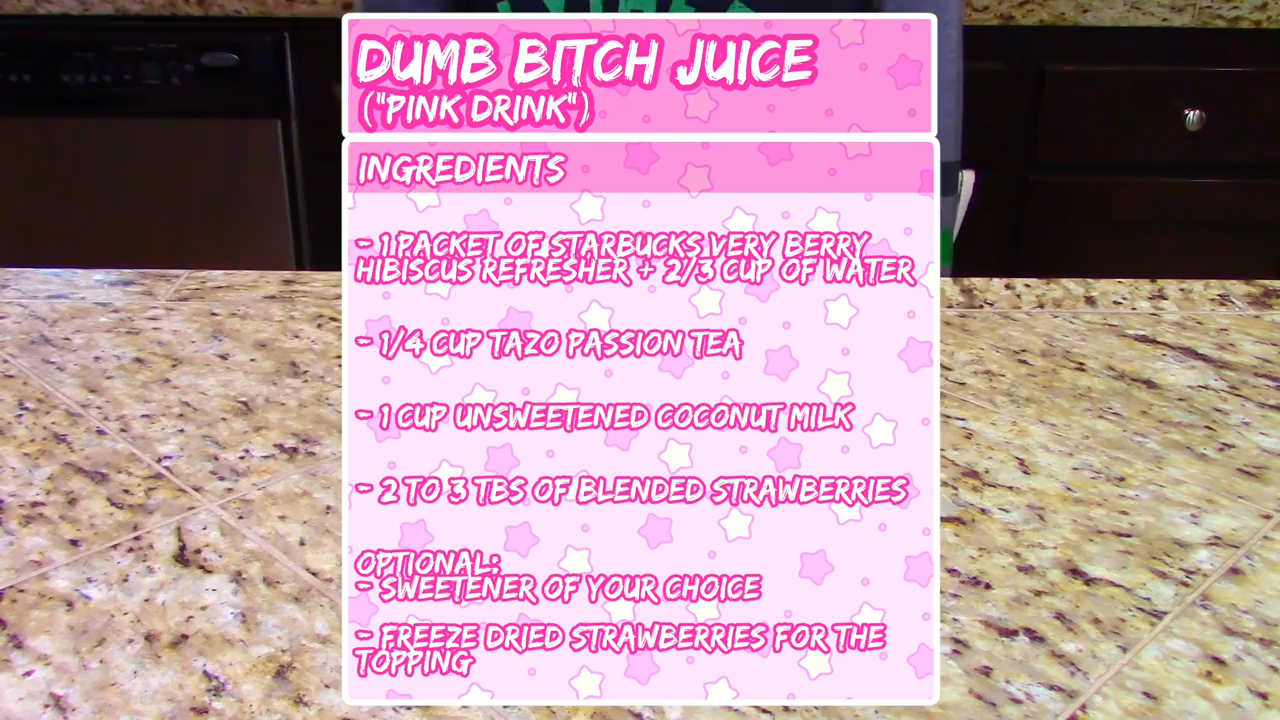 DUMB BITCH JUICE
("PINK DRINK")
INGREDIENTS
- 1 PACKET OF STARBUCKS VERY BERRY
HIBISCUS REFRESHER + 2/3 CUP OF WATER
- 1/4 CUP TAZO PASSION TEA
- 1 CUP UNSWEETENED COCONUT MILK
- 2 TO 3 TBS OF BLENDED STRAWBERRIES
OPTIONAL:
- SWEETENER OF YOUR CHOICE
- FREEZE DRIED STRAWBERRIES FOR THE
TOPPING